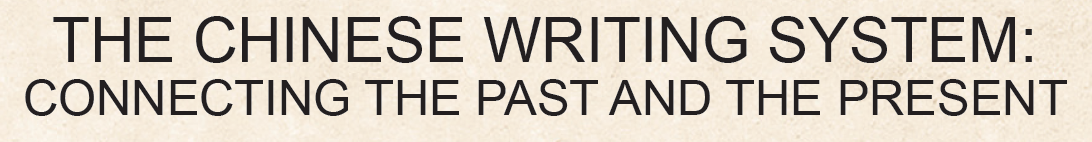 THE CHINESE WRITING SYSTEM:
CONNECTING THE PAST AND THE PRESENT